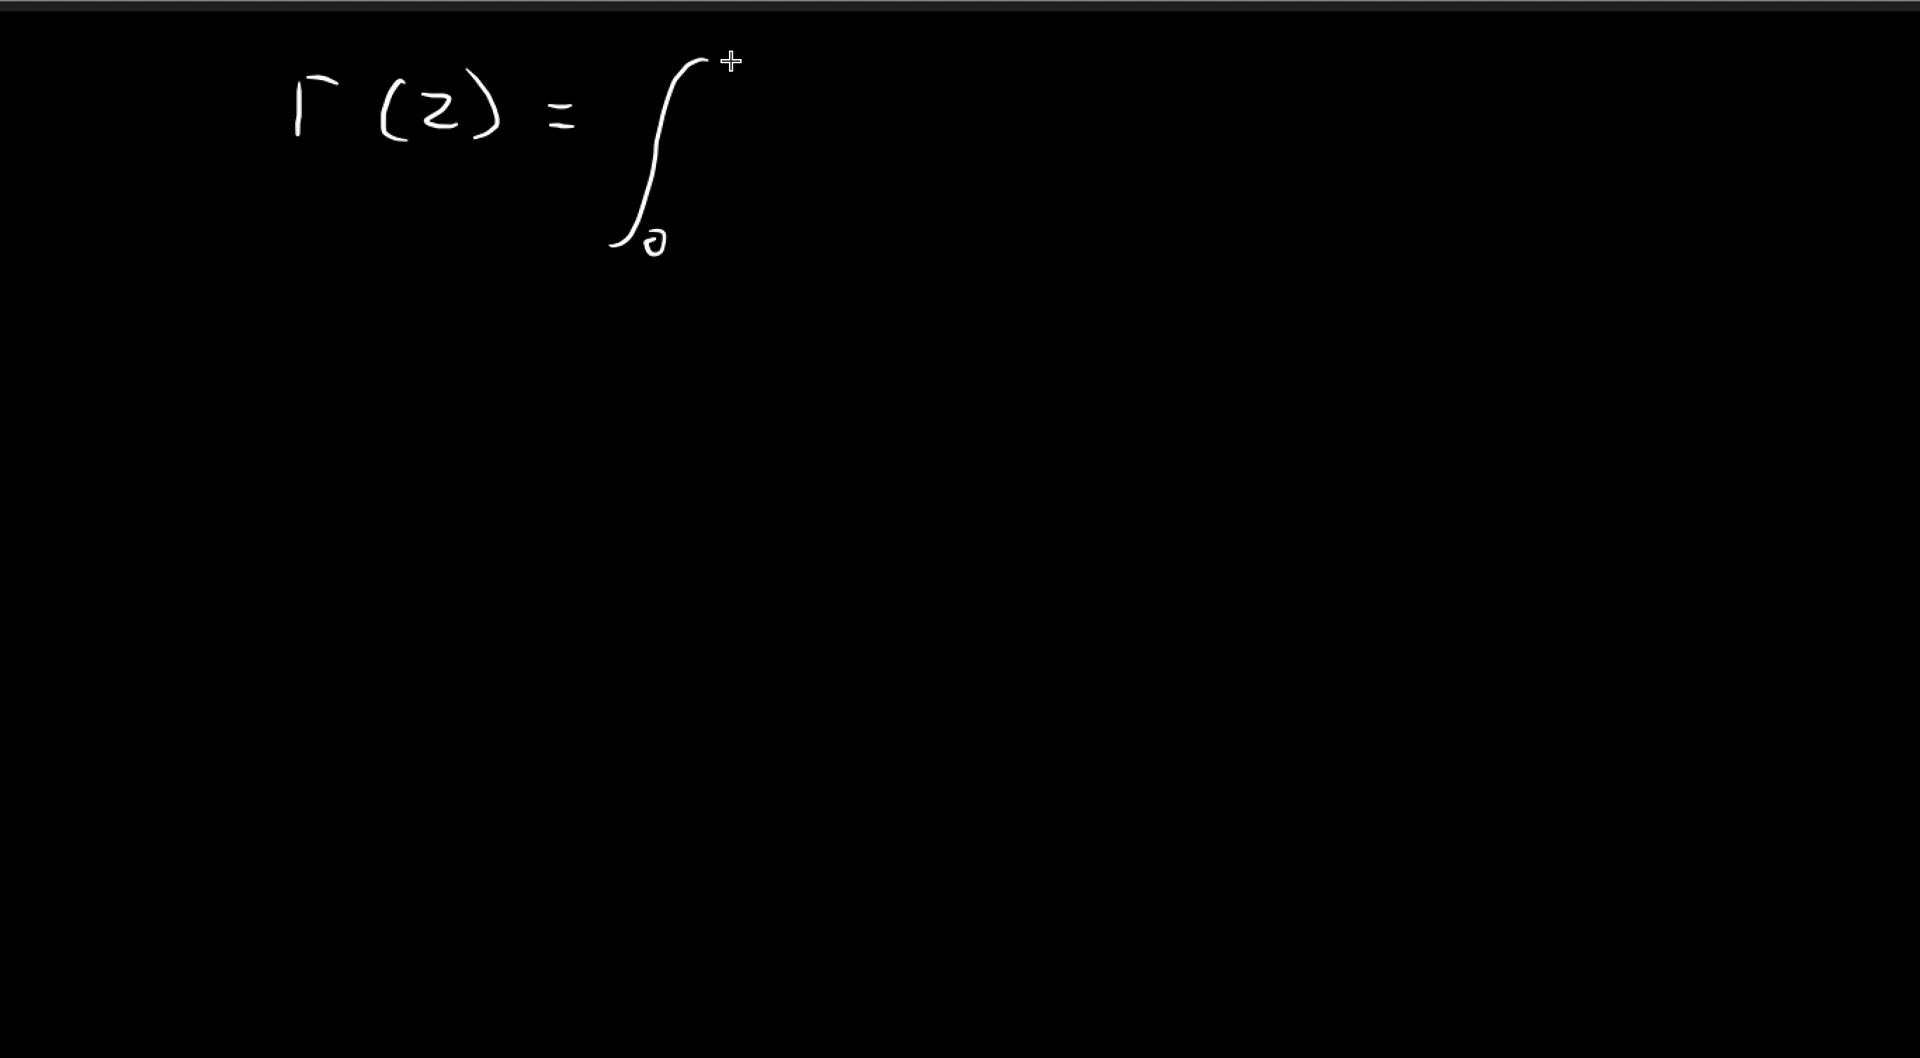 Γ(z) = ∫₀